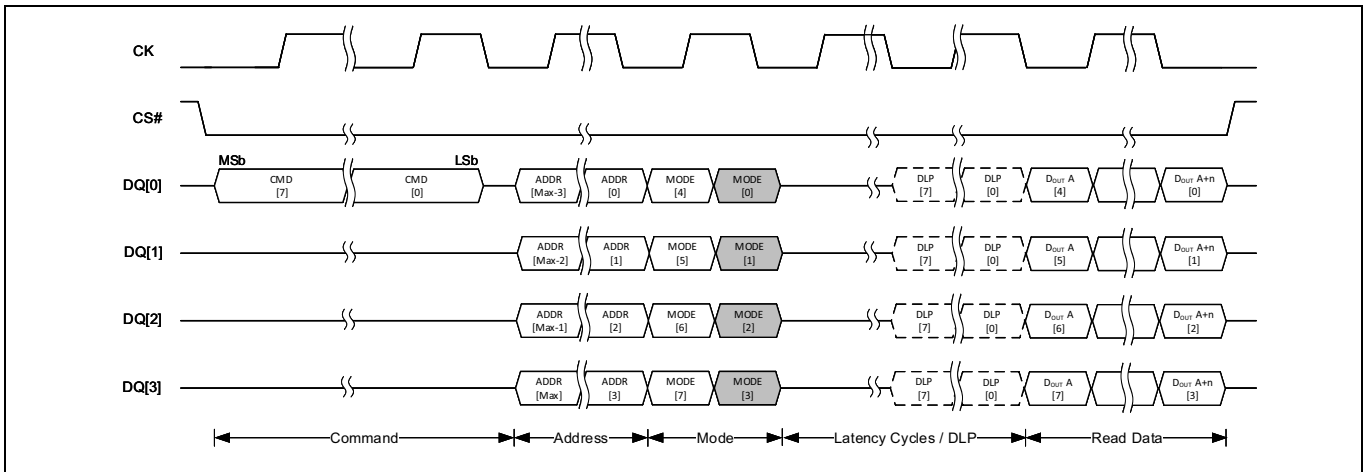 CK
CS#
MSb LSb
DQ[0] CMD [7] CMD [0] ADDR [Max-3] ADDR [0] MODE [4] MODE [0] DLP [7] DLP [0] DOUT A [4] DOUT A+n [0]
DQ[1] ADDR [Max-2] ADDR [1] MODE [5] MODE [1] DLP [7] DLP [0] DOUT A [5] DOUT A+n [1]
DQ[2] ADDR [Max-1] ADDR [2] MODE [6] MODE [2] DLP [7] DLP [0] DOUT A [6] DOUT A+n [2]
DQ[3] ADDR [Max] ADDR [3] MODE [7] MODE [3] DLP [7] DLP [0] DOUT A [7] DOUT A+n [3]
Command Address Mode Latency Cycles / DLP Read Data